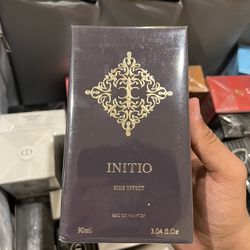 INITIO
SIDE EFFECT
EAU DE PARFUM
90ml 3.04 fl.Oz